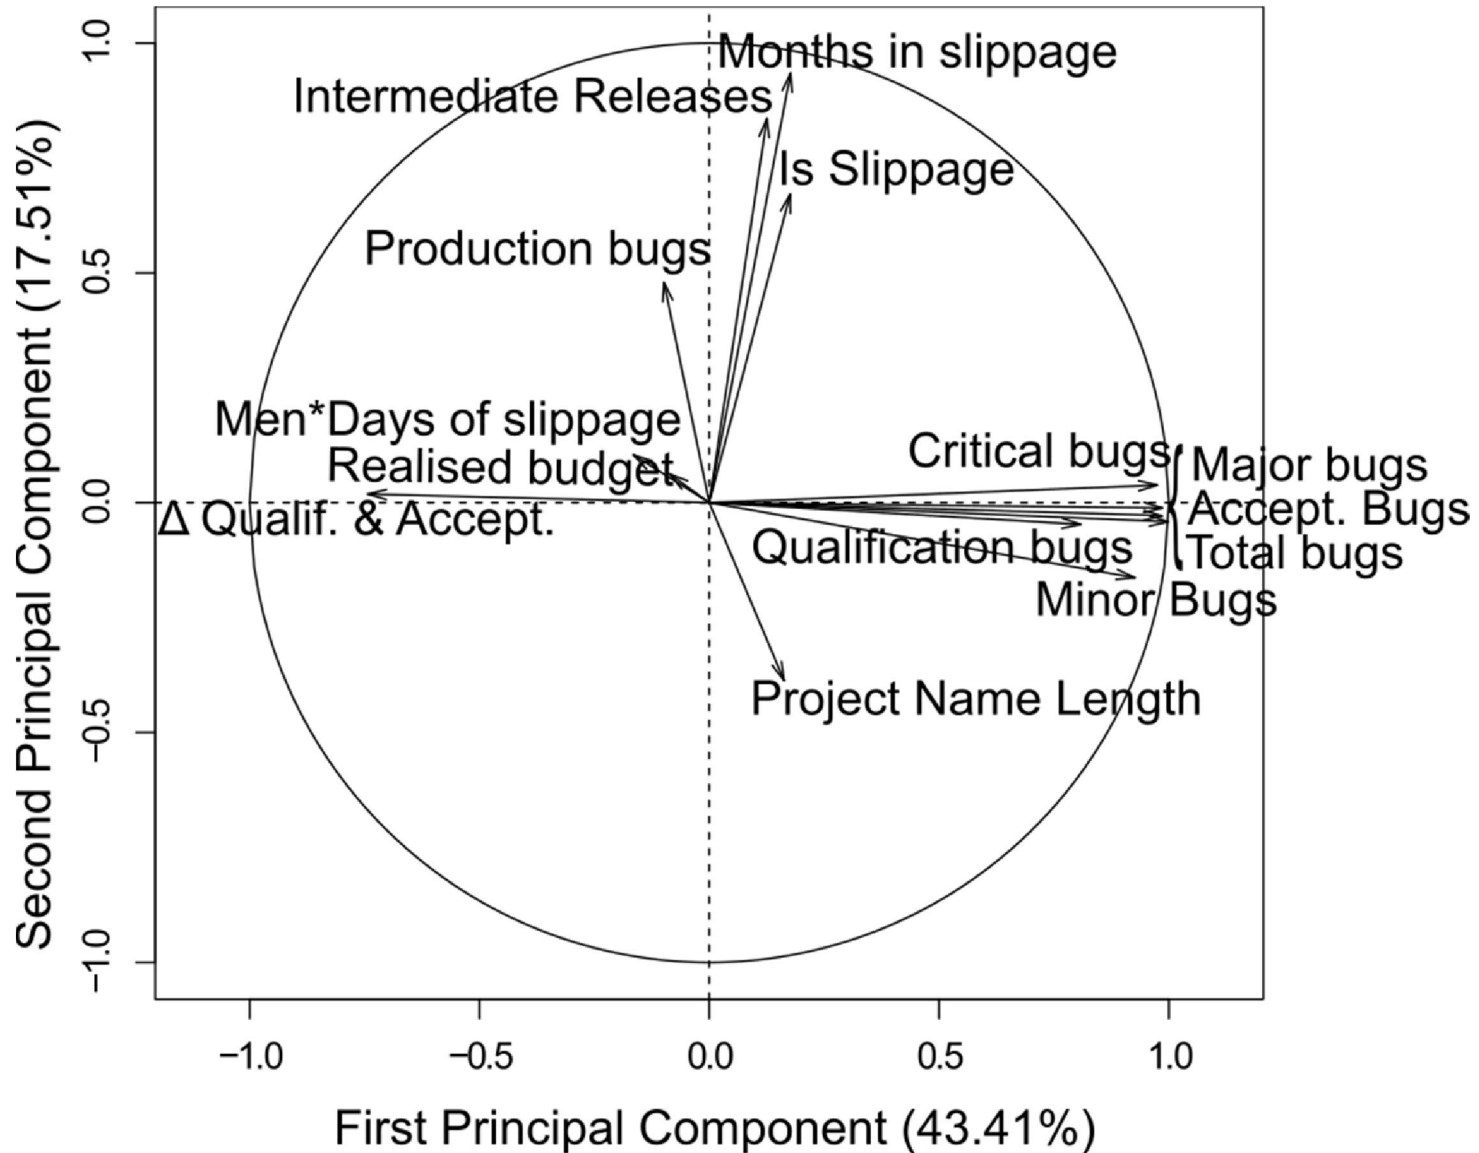 Second Principal Component (17.51%)
1.0
0.5
0.0
−0.5
−1.0
Months in slippage
Intermediate Releases
Is Slippage
Production bugs
Men*Days of slippage
Realised budget
Δ Qualif. & Accept.
Critical bugs
Major bugs
Accept. Bugs
Total bugs
Qualification bugs
Minor Bugs
Project Name Length
−1.0 −0.5 0.0 0.5 1.0
First Principal Component (43.41%)